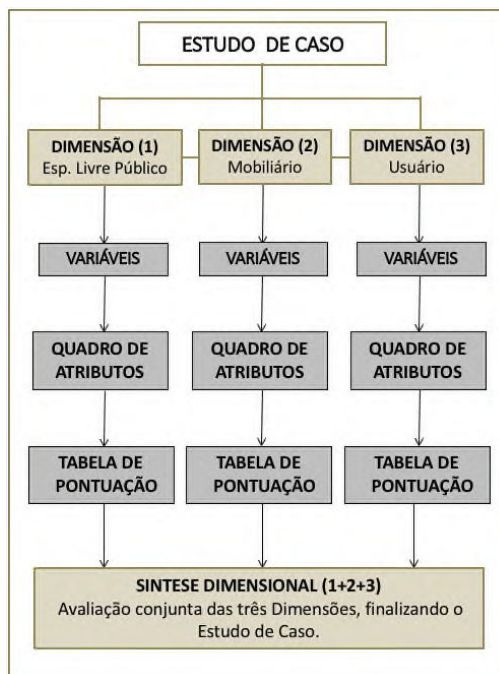 ESTUDO DE CASO
DIMENSÃO (1)
Esp. Livre Público
DIMENSÃO (2)
Mobiliário
DIMENSÃO (3)
Usuário
VARIÁVEIS
VARIÁVEIS
VARIÁVEIS
QUADRO DE
ATRIBUTOS
QUADRO DE
ATRIBUTOS
QUADRO DE
ATRIBUTOS
TABELA DE
PONTUAÇÃO
TABELA DE
PONTUAÇÃO
TABELA DE
PONTUAÇÃO
SINTESE DIMENSIONAL (1+2+3)
Avaliação conjunta das três Dimensões, finalizando o
Estudo de Caso.